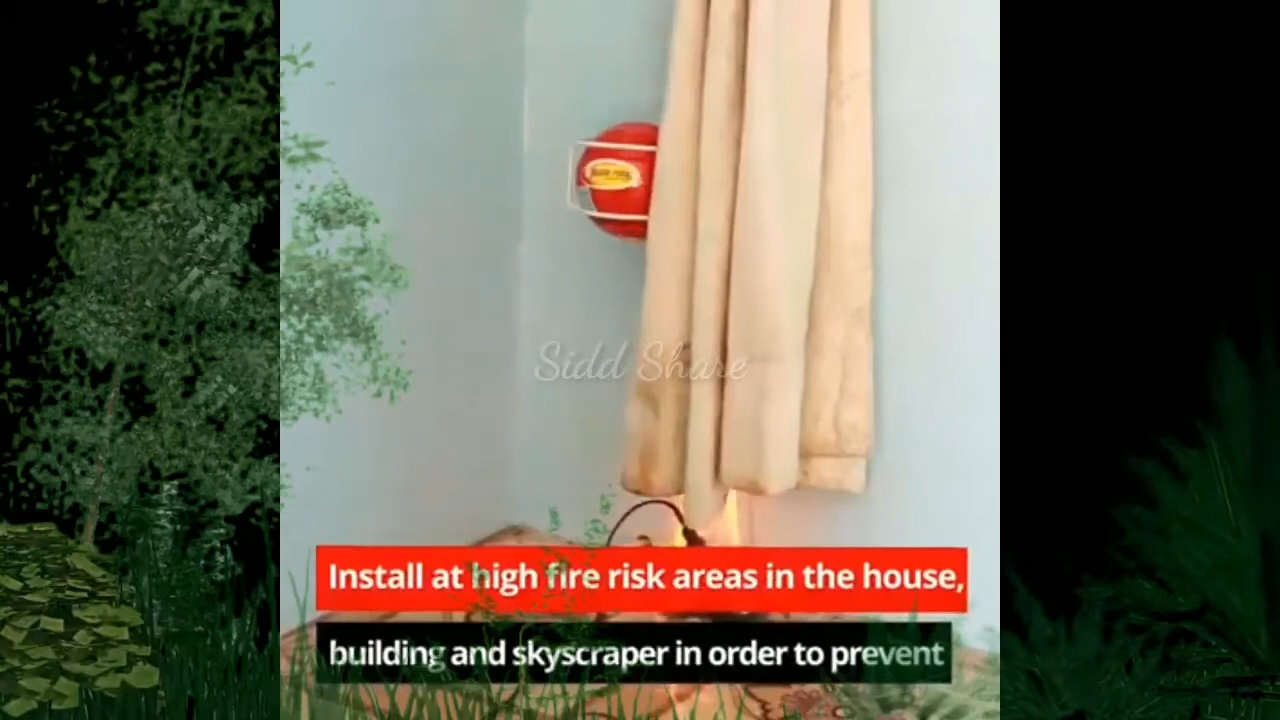 Sidd Share
Install at high fire risk areas in the house,
building and skyscraper in order to prevent